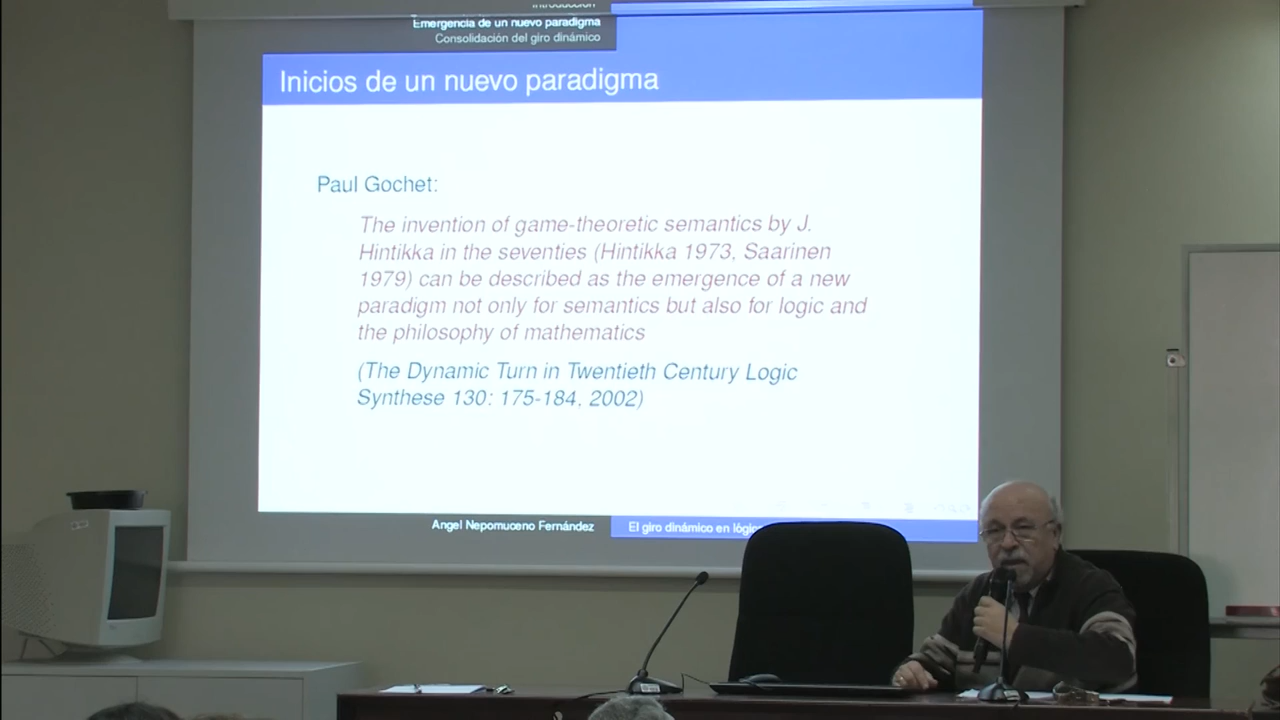 Introducción
Emergencia de un nuevo paradigma
Consolidación del giro dinámico
Inicios de un nuevo paradigma
Paul Gochet:
The invention of game-theoretic semantics by J.
Hintikka in the seventies (Hintikka 1973, Saarinen
1979) can be described as the emergence of a new
paradigm not only for semantics but also for logic and
the philosophy of mathematics
(The Dynamic Turn in Twentieth Century Logic
Synthese 130: 175-184, 2002)
Angel Nepomuceno Fernández
El giro dinámico en